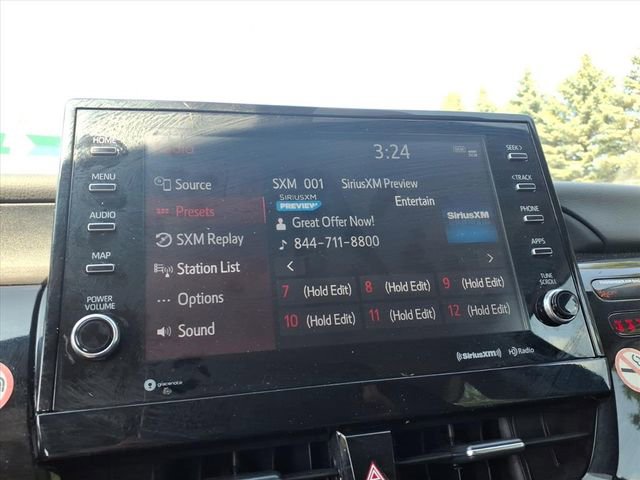 HOME
MENU
AUDIO
MAP
POWER
VOLUME
3:24
Source
Presets
SXM Replay
Station List
Options
Sound
SXM 001 SiriusXM Preview
SIRIUSXM
PREVIEW
Entertain
Great Offer Now!
844-711-8800
SiriusXM
7 (Hold Edit) 8 (Hold Edit) 9 (Hold Edit)
10 (Hold Edit) 11 (Hold Edit) 12 (Hold Edit)
gracenote
SiriusXM
HD Radio
SEEK>
<TRACK
PHONE
APPS
TUNE
SCROLL